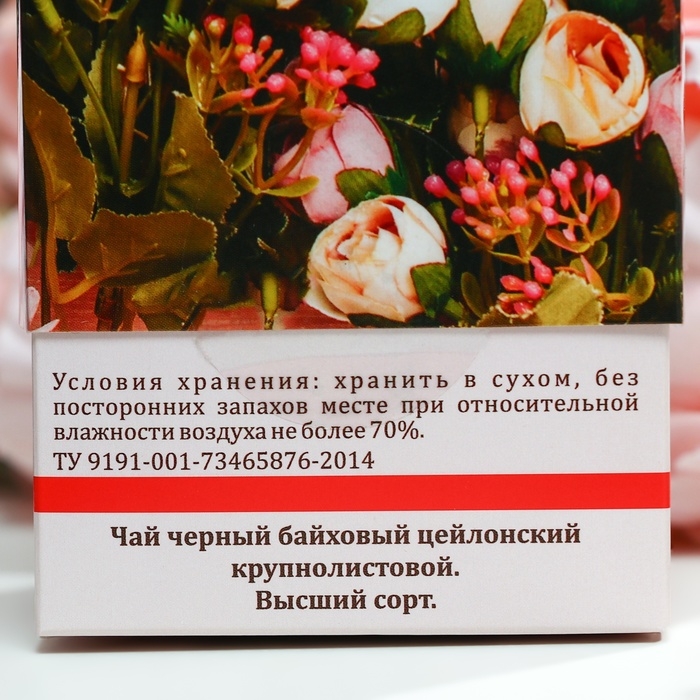 Условия хранения: хранить в сухом, без
посторонних запахов месте при относительной
влажности воздуха не более 70%.
ТУ 9191-001-73465876-2014
Чай черный байховый цейлонский
крупнолистовой.
Высший сорт.